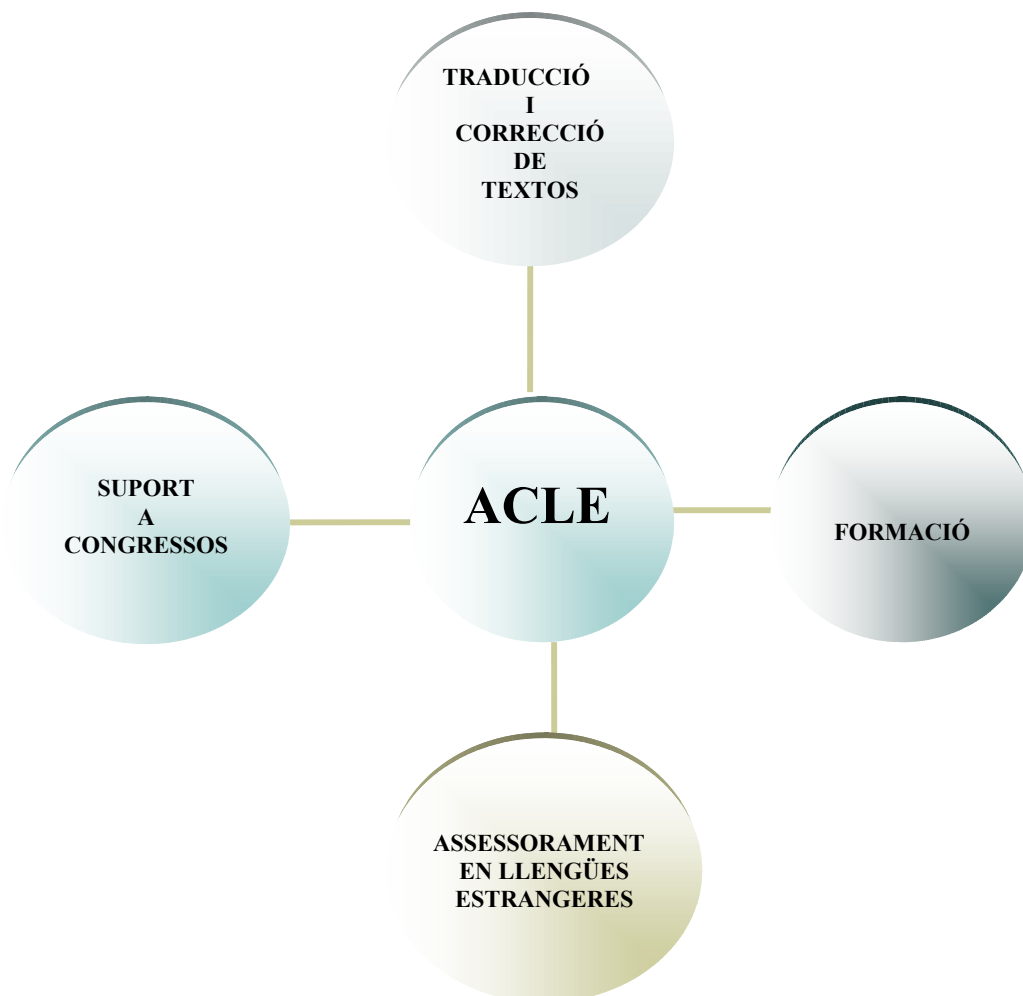 TRADUCCIÓ
I
CORRECCIÓ
DE
TEXTOS
SUPORT
A
CONGRESSOS
ACLE
FORMACIÓ
ASSESSORAMENT
EN LLENGÜES
ESTRANGERES